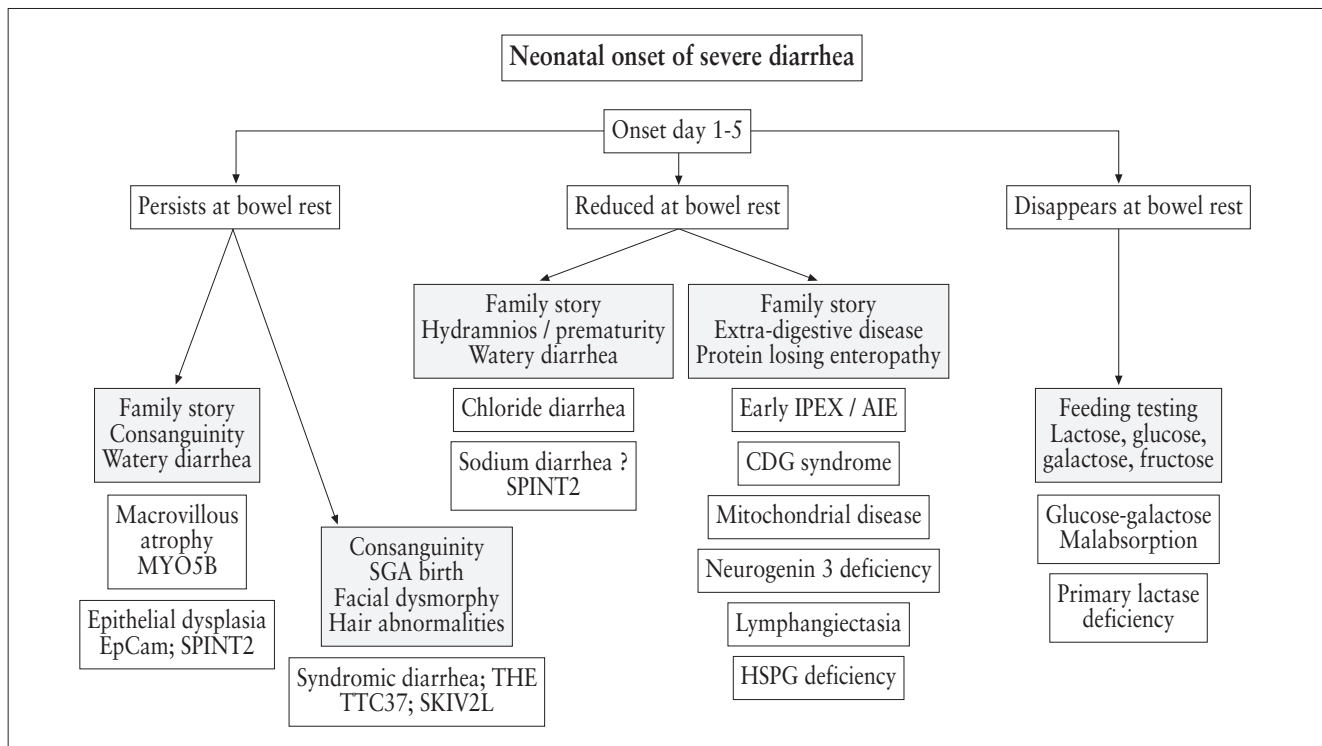 Neonatal onset of severe diarrhea
Onset day 1-5
Persists at bowel rest
Reduced at bowel rest
Disappears at bowel rest
Family story
Consanguinity
Watery diarrhea
Macrovillous
atrophy
MYO5B
Epithelial dysplasia
EpCam; SPINT2
Consanguinity
SGA birth
Facial dysmorphy
Hair abnormalities
Syndromic diarrhea; THE
TTC37; SKIV2L
Family story
Hydramnios / prematurity
Watery diarrhea
Chloride diarrhea
Sodium diarrhea ?
SPINT2
Family story
Extra-digestive disease
Protein losing enteropathy
Early IPEX / AIE
CDG syndrome
Mitochondrial disease
Neurogenin 3 deficiency
Lymphangiectasia
HSPG deficiency
Feeding testing
Lactose, glucose,
galactose, fructose
Glucose-galactose
Malabsorption
Primary lactase
deficiency